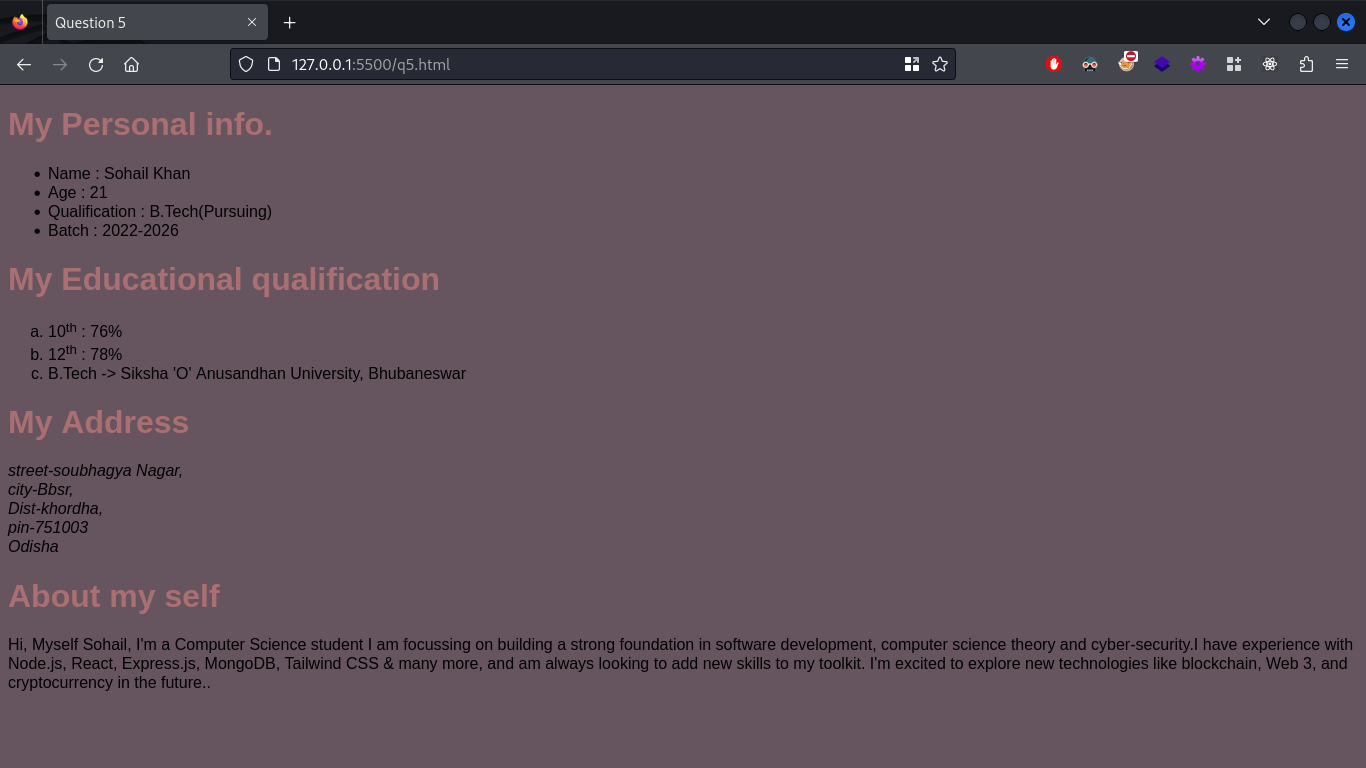 Question 5
127.0.0.1:5500/q5.html
My Personal info.
Name : Sohail Khan
Age : 21
Qualification : B.Tech(Pursuing)
Batch : 2022-2026
My Educational qualification
a. 10th : 76%
b. 12th : 78%
c. B.Tech -> Siksha 'O' Anusandhan University, Bhubaneswar
My Address
street-soubhagya Nagar,
city-Bbsr,
Dist-khordha,
pin-751003
Odisha
About my self
Hi, Myself Sohail, I'm a Computer Science student I am focussing on building a strong foundation in software development, computer science theory and cyber-security.I have experience with
Node.js, React, Express.js, MongoDB, Tailwind CSS & many more, and am always looking to add new skills to my toolkit. I'm excited to explore new technologies like blockchain, Web 3, and
cryptocurrency in the future..